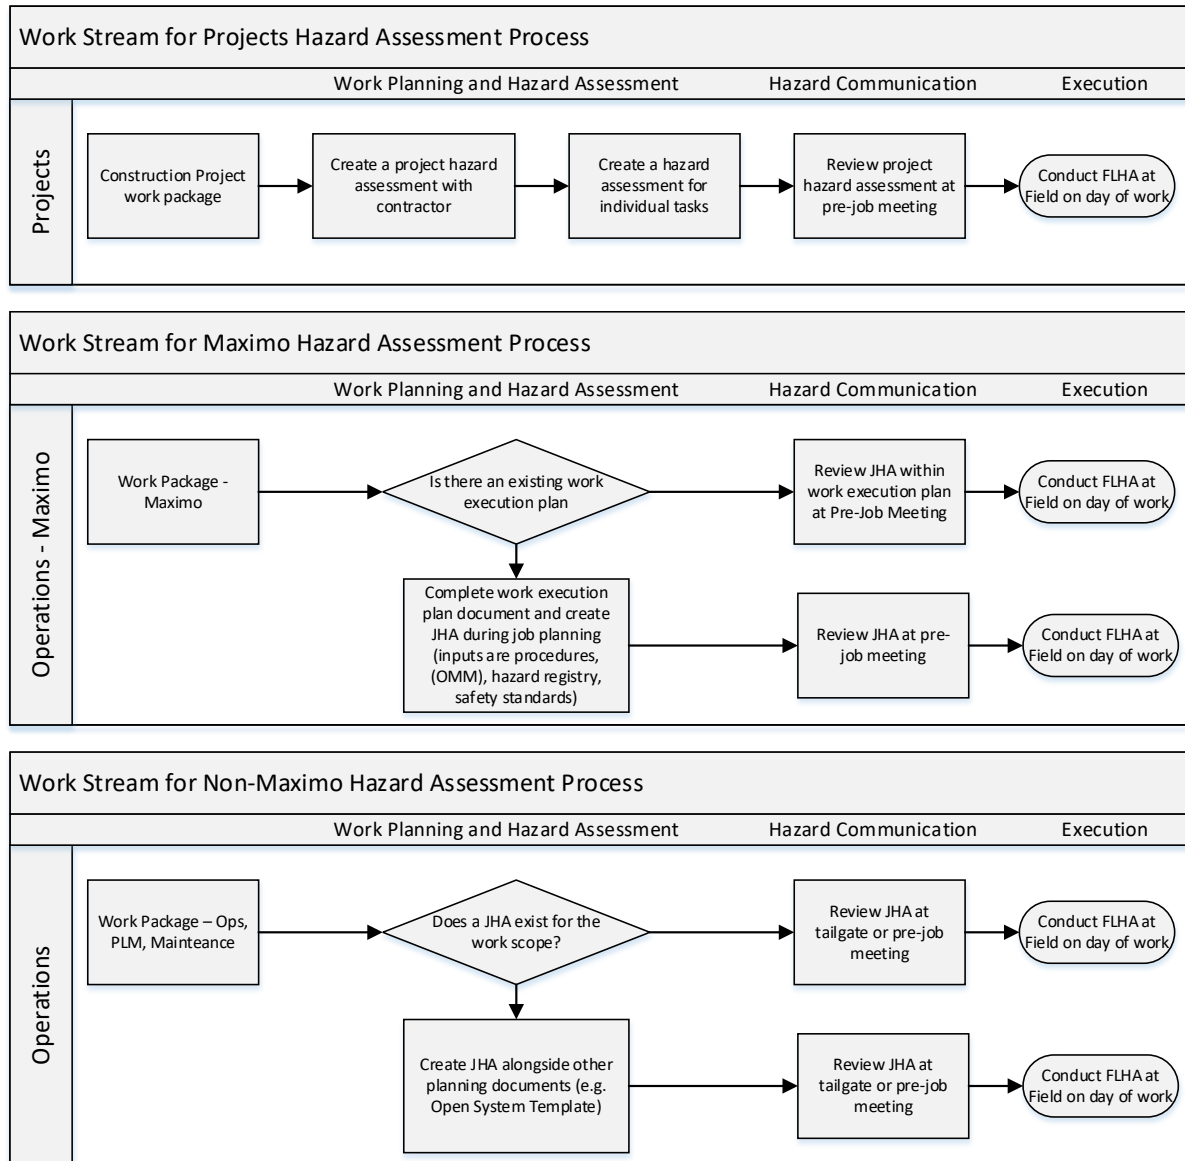 Work Stream for Projects Hazard Assessment Process
Work Planning and Hazard Assessment
Hazard Communication
Execution
Projects
Construction Project
work package
Create a project hazard
assessment with
contractor
Create a hazard
assessment for
individual tasks
Review project
hazard assessment at
pre-job meeting
Conduct FLHA at
Field on day of work
Work Stream for Maximo Hazard Assessment Process
Work Planning and Hazard Assessment
Hazard Communication
Execution
Operations - Maximo
Work Package -
Maximo
Is there an existing work
execution plan
Review JHA within
work execution plan
at Pre-Job Meeting
Conduct FLHA at
Field on day of work
Complete work execution
plan document and create
JHA during job planning
(inputs are procedures,
(OMM), hazard registry,
safety standards)
Review JHA at pre-
job meeting
Conduct FLHA at
Field on day of work
Work Stream for Non-Maximo Hazard Assessment Process
Work Planning and Hazard Assessment
Hazard Communication
Execution
Operations
Work Package – Ops,
PLM, Mainteance
Does a JHA exist for the
work scope?
Review JHA at
tailgate or pre-job
meeting
Conduct FLHA at
Field on day of work
Create JHA alongside other
planning documents (e.g.
Open System Template)
Review JHA at
tailgate or pre-job
meeting
Conduct FLHA at
Field on day of work